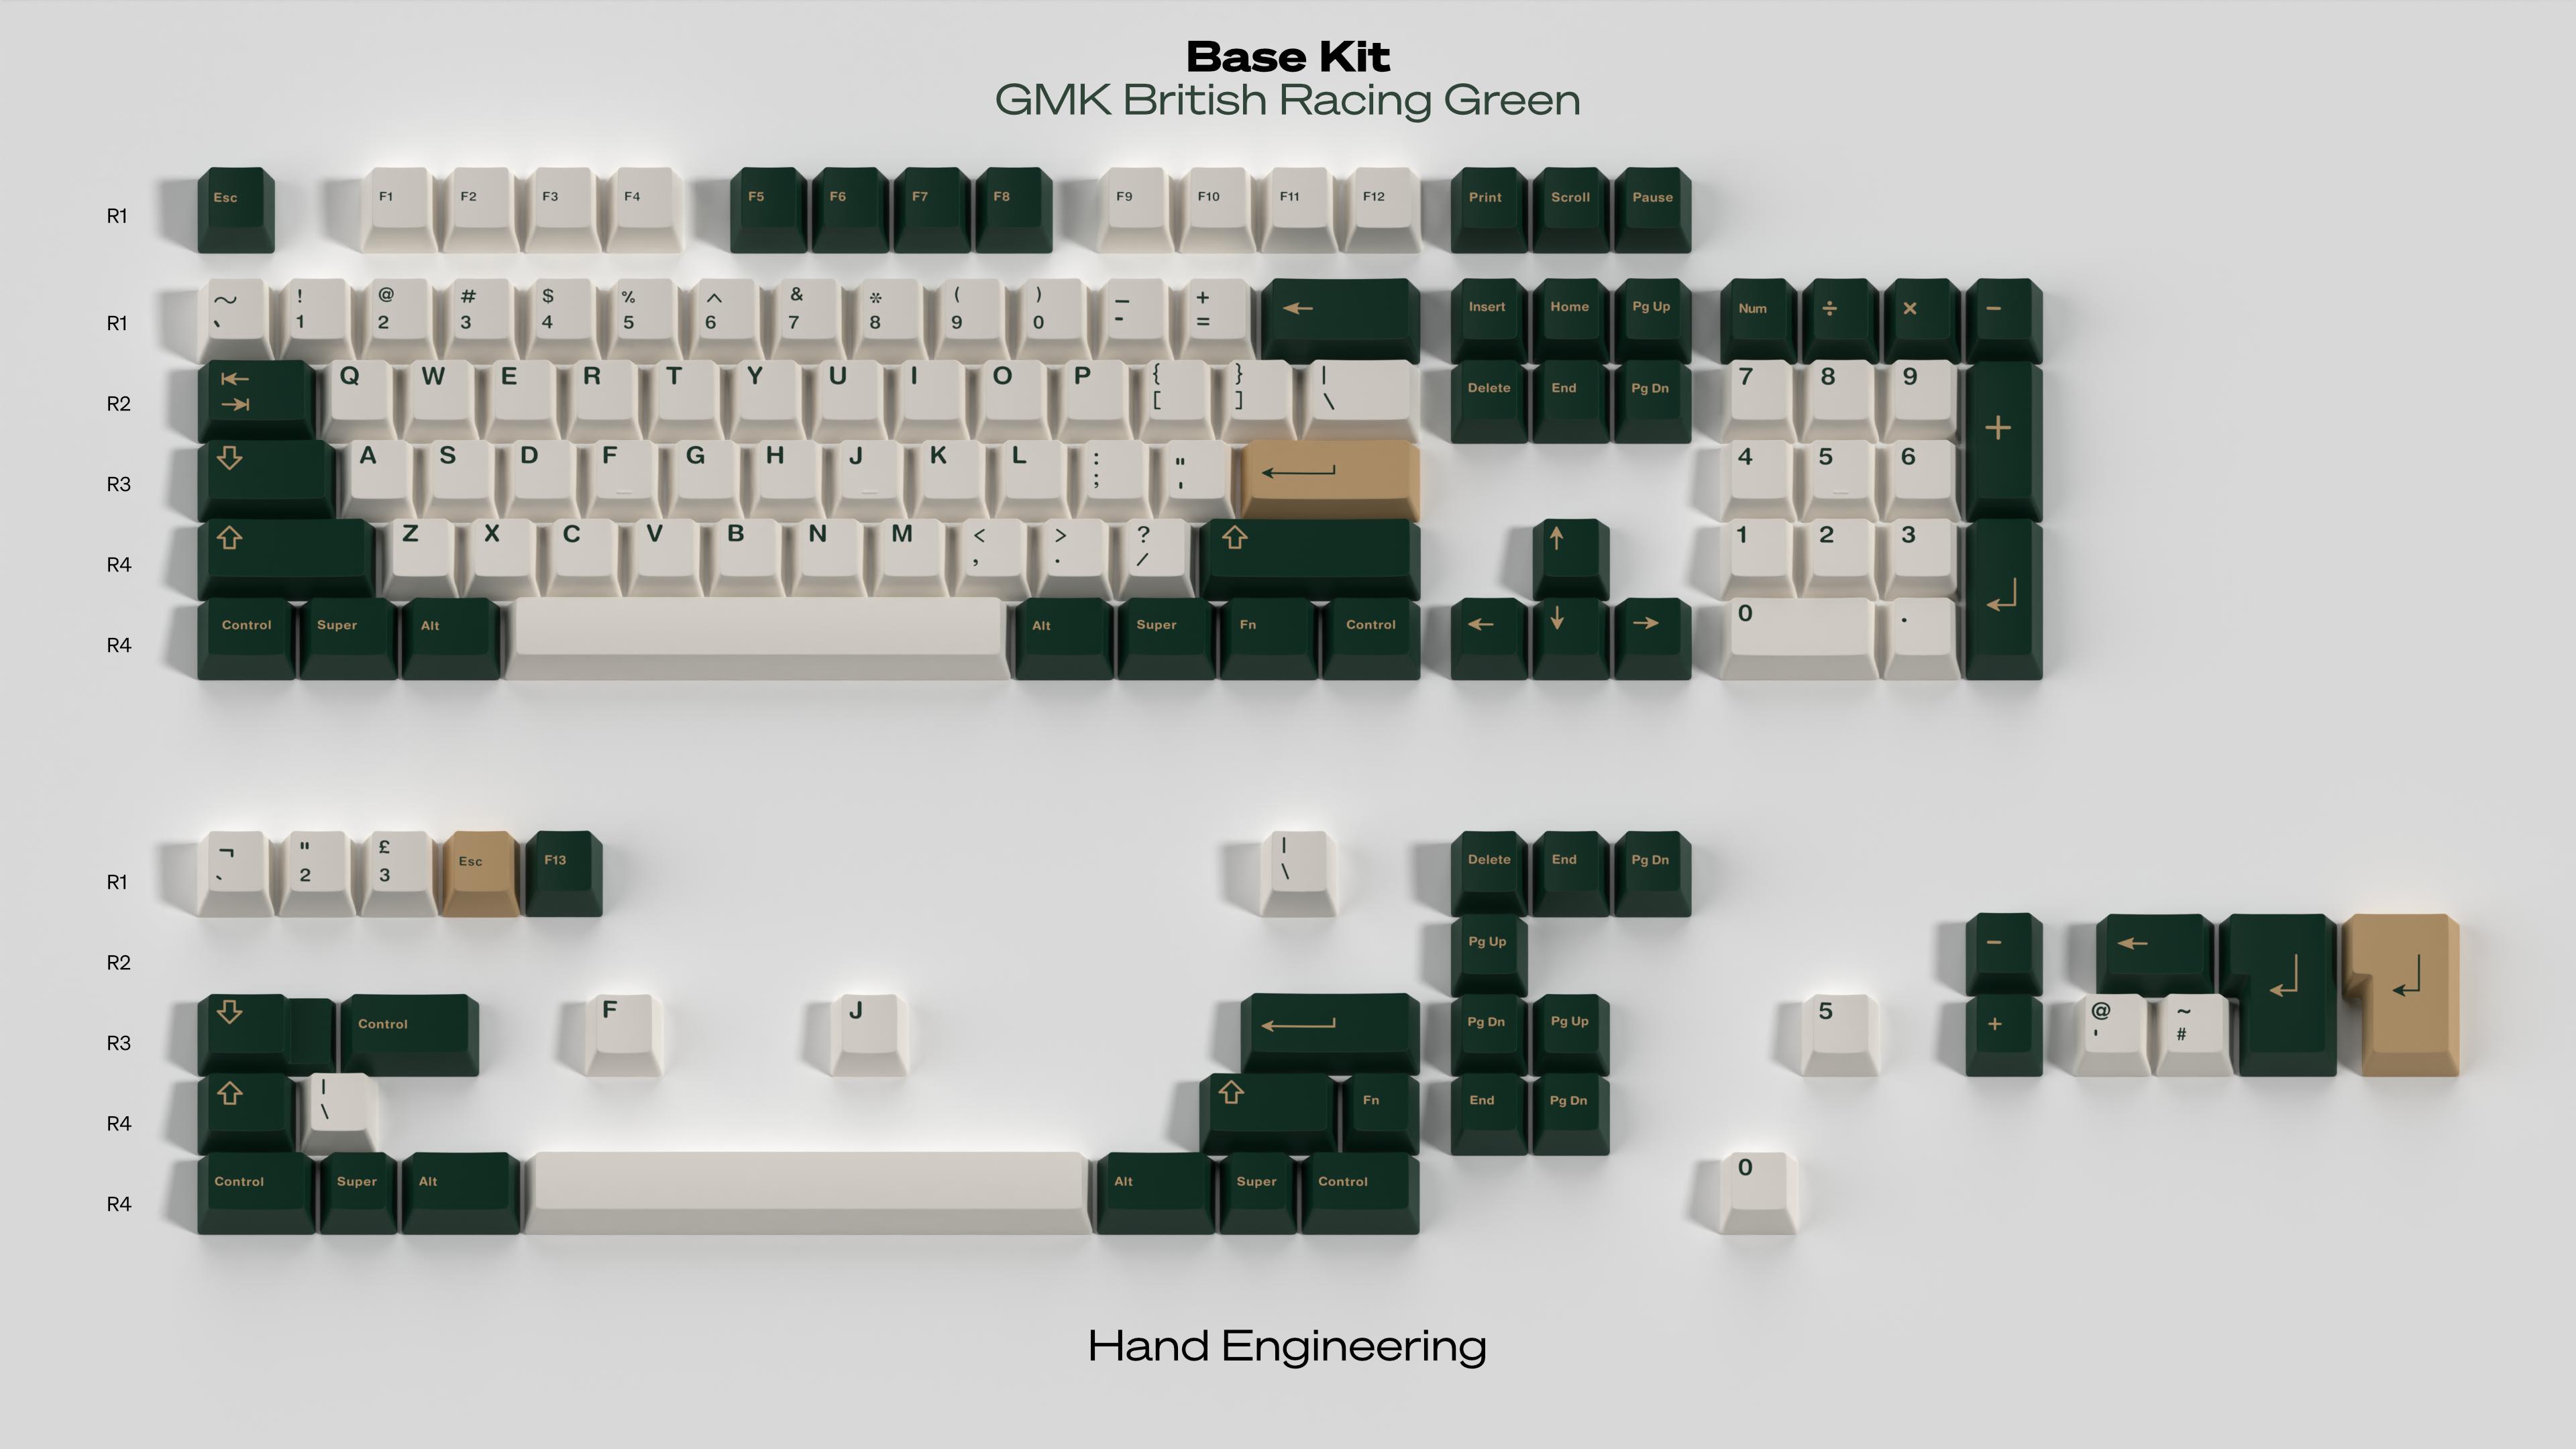 Base Kit
GMK British Racing Green
R1 Esc F1 F2 F3 F4 F5 F6 F7 F8 F9 F10 F11 F12 Print Scroll Pause
~ ! @ # $ % ^ & * ( ) _ +
R1 ` 1 2 3 4 5 6 7 8 9 0 - = ← Insert Home Pg Up Num ÷ × −
R2 ⇤ ⇥ Q W E R T Y U I O P { [ } ] | \ Delete End Pg Dn 7 8 9 +
R3 ⇩ A S D F G H J K L : ; " ' ↵ 4 5 6
R4 ⇧ Z X C V B N M < , > . ? / ⇧ ↑ 1 2 3 ↵
R4 Control Super Alt Alt Super Fn Control ← ↓ → 0 .
R1 ¬ ` " 2 £ 3 Esc F13 | \ Delete End Pg Dn
R2 Pg Up − ← ↵ ↵
R3 ⇩ Control F J ↵ Pg Dn Pg Up 5 + @ ' ~ #
R4 ⇧ | \ ⇧ Fn End Pg Dn
R4 Control Super Alt Alt Super Control 0
Hand Engineering